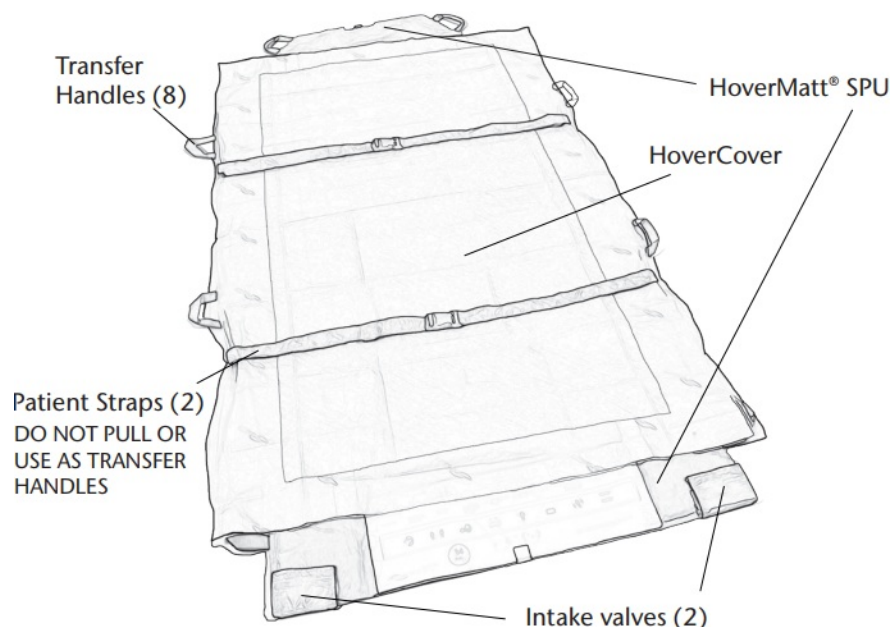 Transfer
Handles (8)
HoverMatt® SPU
HoverCover
Patient Straps (2)
DO NOT PULL OR
USE AS TRANSFER
HANDLES
Intake valves (2)